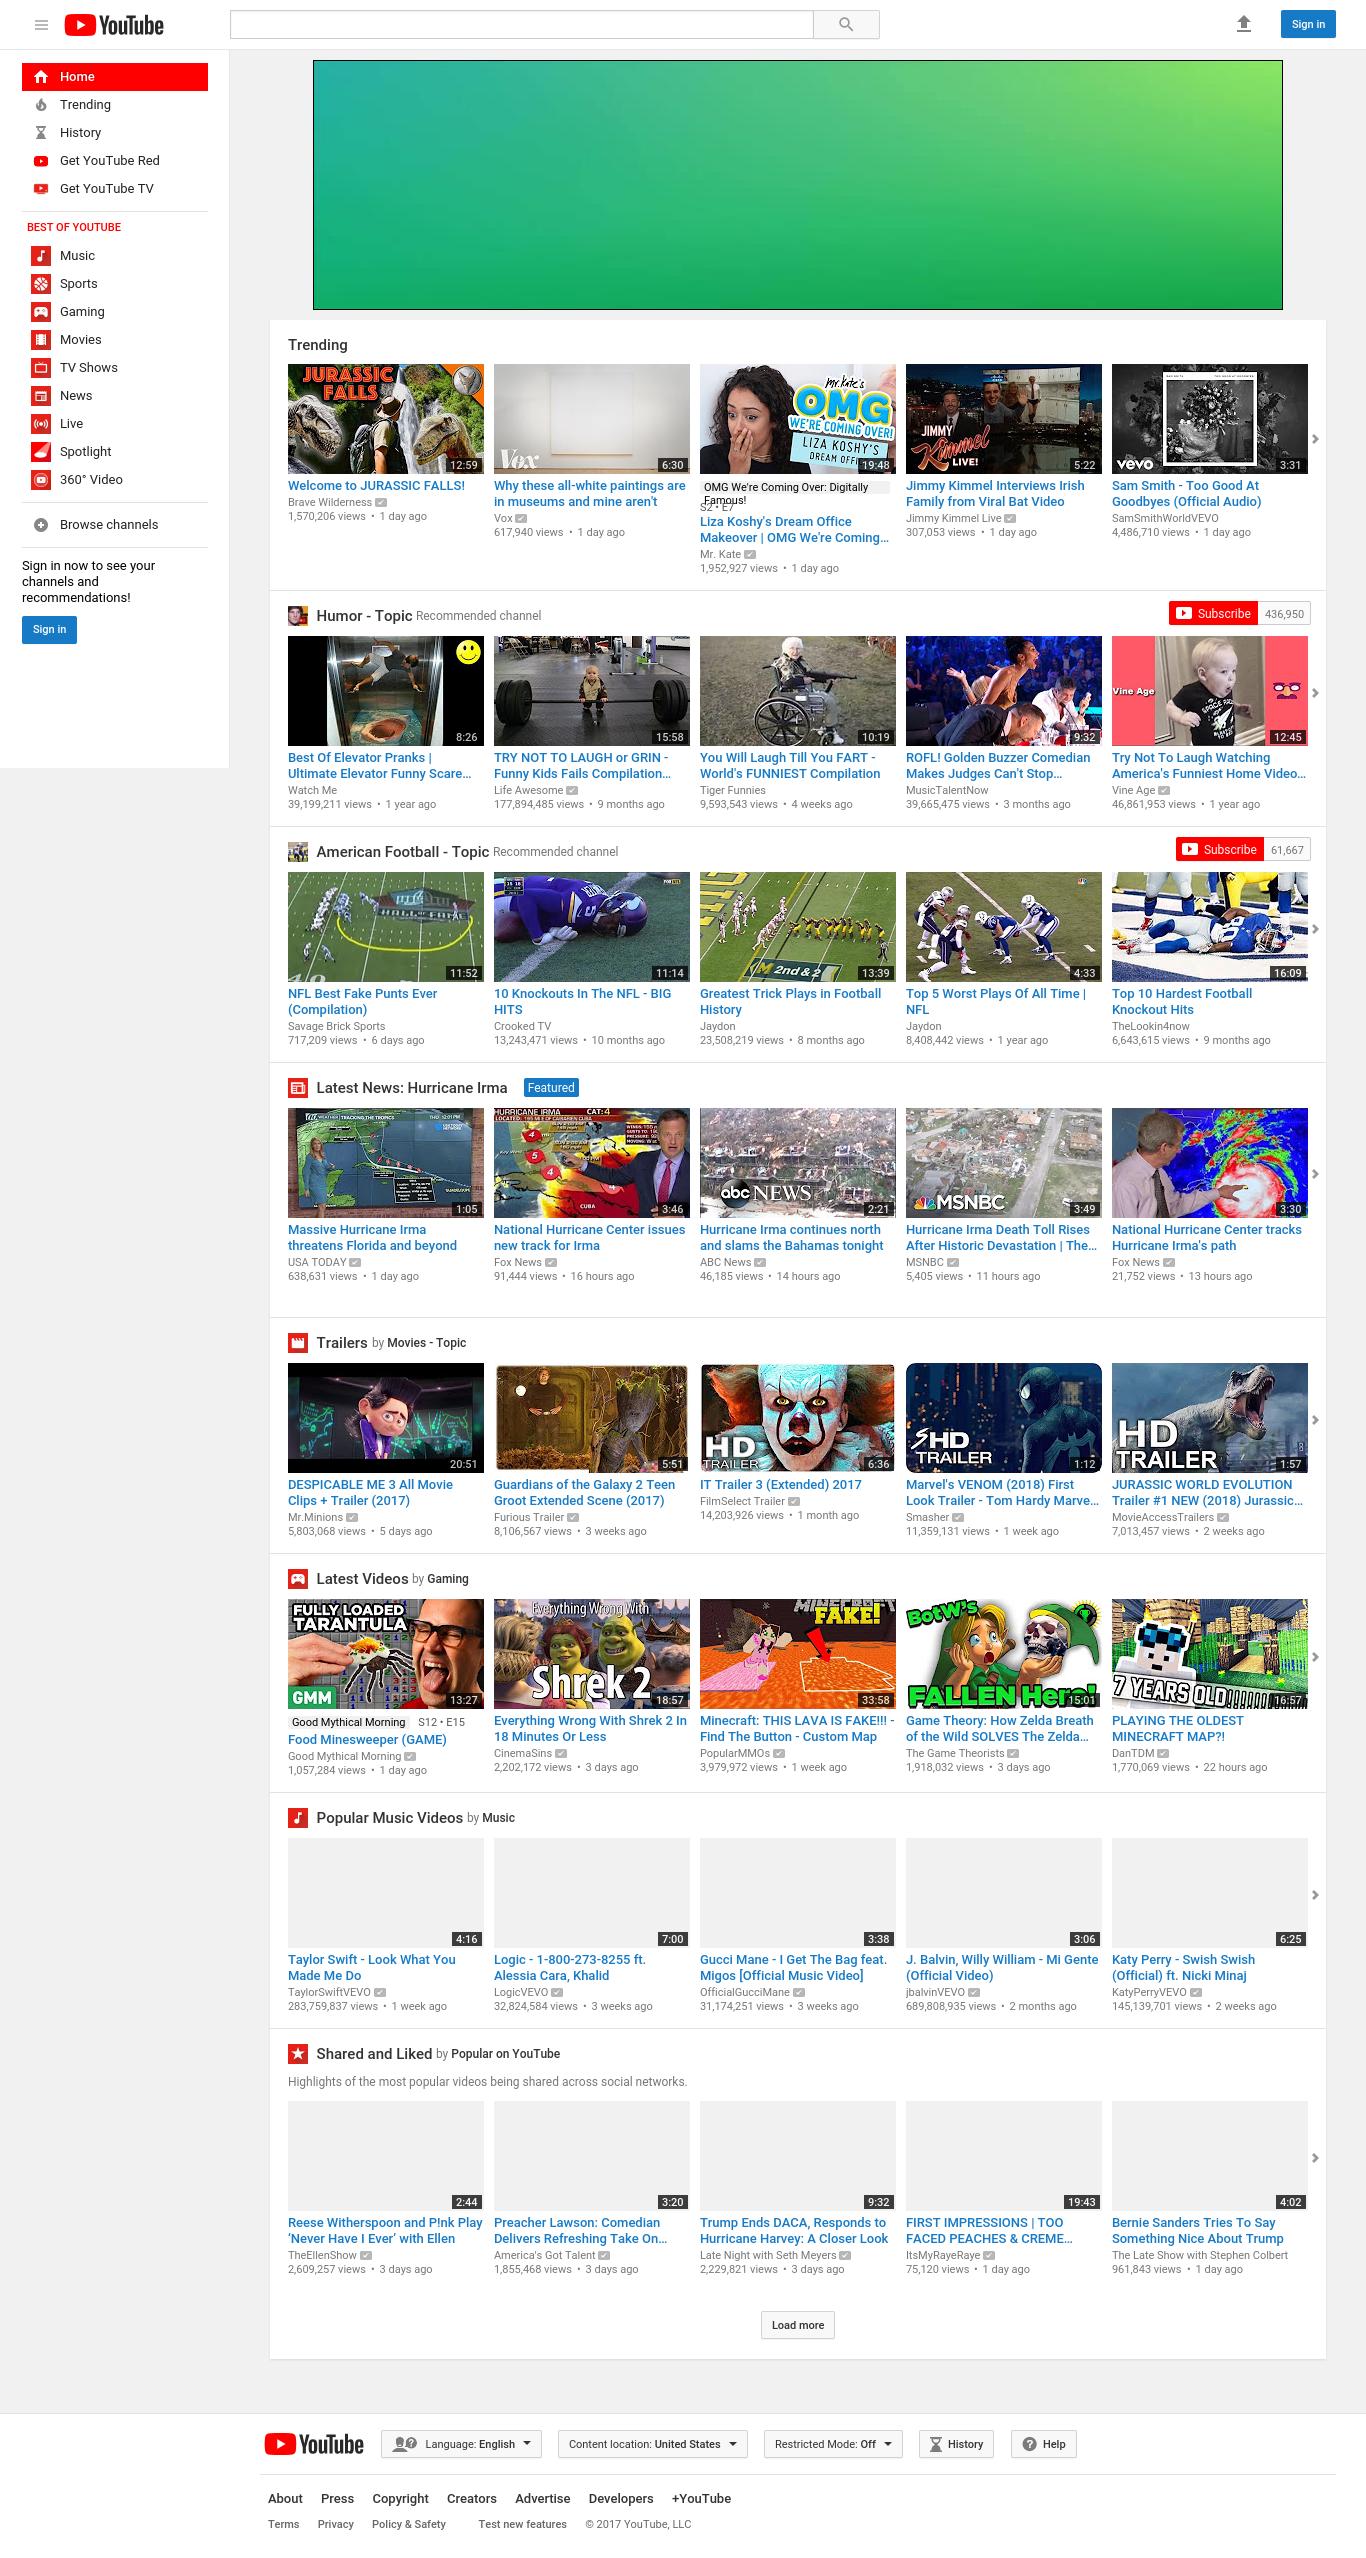 YouTube
Sign in
Home
Trending
History
Get YouTube Red
Get YouTube TV
BEST OF YOUTUBE
Music
Sports
Gaming
Movies
TV Shows
News
Live
Spotlight
360° Video
Browse channels
Sign in now to see your
channels and
recommendations!
Sign in
Trending
JURASSIC
FALLS
12:59
Welcome to JURASSIC FALLS!
Brave Wilderness
1,570,206 views • 1 day ago
Vox
6:30
Why these all-white paintings are
in museums and mine aren't
Vox
617,940 views • 1 day ago
Mr. Kate's
OMG
WE'RE COMING OVER!
LIZA KOSHY'S
DREAM OFFI
19:48
OMG We're Coming Over: Digitally
Famous!
S2 • E7
Liza Koshy's Dream Office
Makeover | OMG We're Coming...
Mr. Kate
1,952,927 views • 1 day ago
JIMMY
Kimmel
LIVE!
5:22
Jimmy Kimmel Interviews Irish
Family from Viral Bat Video
Jimmy Kimmel Live
307,053 views • 1 day ago
vevo
3:31
Sam Smith - Too Good At
Goodbyes (Official Audio)
SamSmithWorldVEVO
4,486,710 views • 1 day ago
Humor - Topic Recommended channel
Subscribe 436,950
8:26
Best Of Elevator Pranks |
Ultimate Elevator Funny Scare...
Watch Me
39,199,211 views • 1 year ago
15:58
TRY NOT TO LAUGH or GRIN -
Funny Kids Fails Compilation...
Life Awesome
177,894,485 views • 9 months ago
10:19
You Will Laugh Till You FART -
World's FUNNIEST Compilation
Tiger Funnies
9,593,543 views • 4 weeks ago
9:32
ROFL! Golden Buzzer Comedian
Makes Judges Can't Stop...
MusicTalentNow
39,665,475 views • 3 months ago
Vine Age
12:45
Try Not To Laugh Watching
America's Funniest Home Video...
Vine Age
46,861,953 views • 1 year ago
American Football - Topic Recommended channel
Subscribe 61,667
11:52
NFL Best Fake Punts Ever
(Compilation)
Savage Brick Sports
717,209 views • 6 days ago
11:14
10 Knockouts In The NFL - BIG
HITS
Crooked TV
13,243,471 views • 10 months ago
2nd & 2
13:39
Greatest Trick Plays in Football
History
Jaydon
23,508,219 views • 8 months ago
4:33
Top 5 Worst Plays Of All Time |
NFL
Jaydon
8,408,442 views • 1 year ago
16:09
Top 10 Hardest Football
Knockout Hits
TheLookin4now
6,643,615 views • 9 months ago
Latest News: Hurricane Irma Featured
TRACKING THE TROPICS
1:05
Massive Hurricane Irma
threatens Florida and beyond
USA TODAY
638,631 views • 1 day ago
HURRICANE IRMA CAT: 4
4
5
4
CUBA
3:46
National Hurricane Center issues
new track for Irma
Fox News
91,444 views • 16 hours ago
abc NEWS
2:21
Hurricane Irma continues north
and slams the Bahamas tonight
ABC News
46,185 views • 14 hours ago
MSNBC
3:49
Hurricane Irma Death Toll Rises
After Historic Devastation | The...
MSNBC
5,405 views • 11 hours ago
3:30
National Hurricane Center tracks
Hurricane Irma's path
Fox News
21,752 views • 13 hours ago
Trailers by Movies - Topic
20:51
DESPICABLE ME 3 All Movie
Clips + Trailer (2017)
Mr.Minions
5,803,068 views • 5 days ago
5:51
Guardians of the Galaxy 2 Teen
Groot Extended Scene (2017)
Furious Trailer
8,106,567 views • 3 weeks ago
HD
TRAILER
6:36
IT Trailer 3 (Extended) 2017
FilmSelect Trailer
14,203,926 views • 1 month ago
HD
TRAILER
1:12
Marvel's VENOM (2018) First
Look Trailer - Tom Hardy Marve...
Smasher
11,359,131 views • 1 week ago
HD
TRAILER
1:57
JURASSIC WORLD EVOLUTION
Trailer #1 NEW (2018) Jurassic...
MovieAccessTrailers
7,013,457 views • 2 weeks ago
Latest Videos by Gaming
FULLY LOADED
TARANTULA
GMM
13:27
Good Mythical Morning S12 • E15
Food Minesweeper (GAME)
Good Mythical Morning
1,057,284 views • 1 day ago
Everything Wrong With
Shrek 2
18:57
Everything Wrong With Shrek 2 In
18 Minutes Or Less
CinemaSins
2,202,172 views • 3 days ago
MINECRAFT
FAKE!
33:58
Minecraft: THIS LAVA IS FAKE!!! -
Find The Button - Custom Map
PopularMMOs
3,979,972 views • 1 week ago
BotW's
FALLEN Hero!
15:01
Game Theory: How Zelda Breath
of the Wild SOLVES The Zelda...
The Game Theorists
1,918,032 views • 3 days ago
7 YEARS OLD!!!!!!!!
16:57
PLAYING THE OLDEST
MINECRAFT MAP?!
DanTDM
1,770,069 views • 22 hours ago
Popular Music Videos by Music
4:16
Taylor Swift - Look What You
Made Me Do
TaylorSwiftVEVO
283,759,837 views • 1 week ago
7:00
Logic - 1-800-273-8255 ft.
Alessia Cara, Khalid
LogicVEVO
32,824,584 views • 3 weeks ago
3:38
Gucci Mane - I Get The Bag feat.
Migos [Official Music Video]
OfficialGucciMane
31,174,251 views • 3 weeks ago
3:06
J. Balvin, Willy William - Mi Gente
(Official Video)
jbalvinVEVO
689,808,935 views • 2 months ago
6:25
Katy Perry - Swish Swish
(Official) ft. Nicki Minaj
KatyPerryVEVO
145,139,701 views • 2 weeks ago
Shared and Liked by Popular on YouTube
Highlights of the most popular videos being shared across social networks.
2:44
Reese Witherspoon and P!nk Play
'Never Have I Ever' with Ellen
TheEllenShow
2,609,257 views • 3 days ago
3:20
Preacher Lawson: Comedian
Delivers Refreshing Take On...
America's Got Talent
1,855,468 views • 3 days ago
9:32
Trump Ends DACA, Responds to
Hurricane Harvey: A Closer Look
Late Night with Seth Meyers
2,229,821 views • 3 days ago
19:43
FIRST IMPRESSIONS | TOO
FACED PEACHES & CREME...
ItsMyRayeRaye
75,120 views • 1 day ago
4:02
Bernie Sanders Tries To Say
Something Nice About Trump
The Late Show with Stephen Colbert
961,843 views • 1 day ago
Load more
YouTube Language: English Content location: United States Restricted Mode: Off History Help
About Press Copyright Creators Advertise Developers +YouTube
Terms Privacy Policy & Safety Test new features © 2017 YouTube, LLC